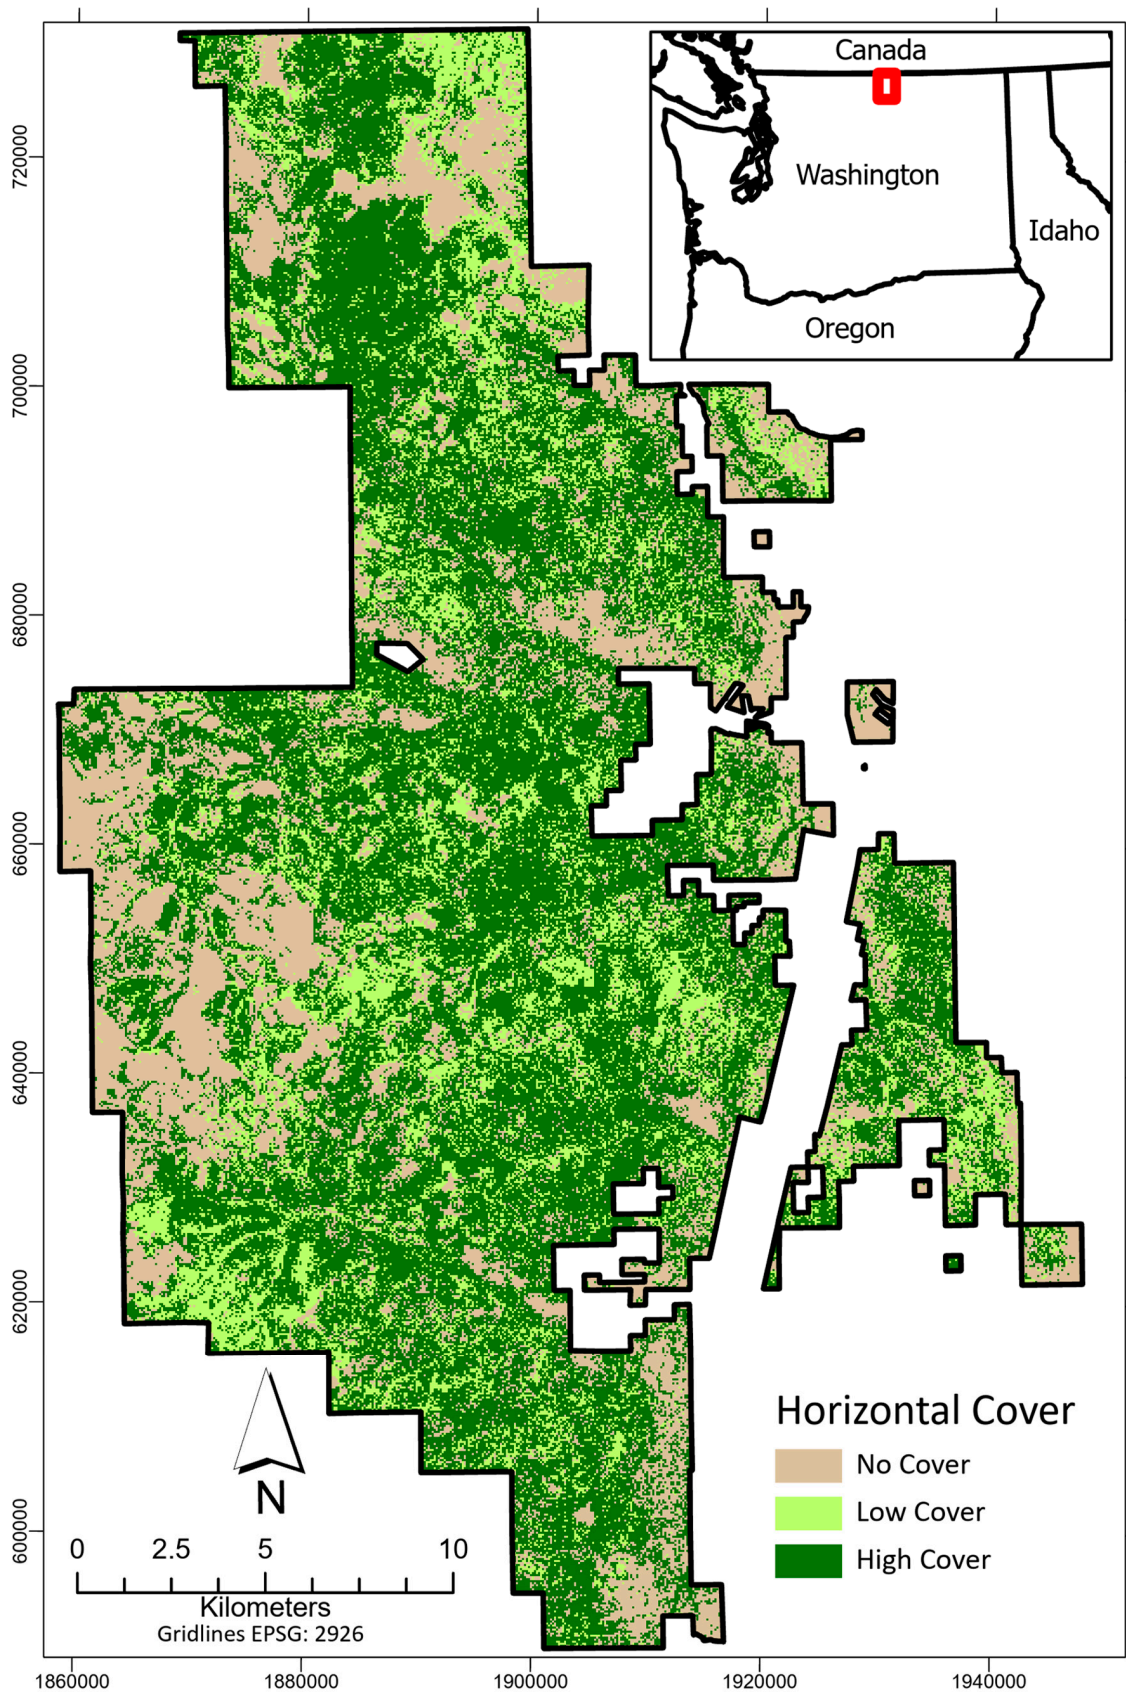 Canada
Washington
Idaho
Oregon
720000
700000
680000
660000
640000
620000
600000
Horizontal Cover
No Cover
Low Cover
High Cover
N
0 2.5 5 10
Kilometers
Gridlines EPSG: 2926
1860000 1880000 1900000 1920000 1940000